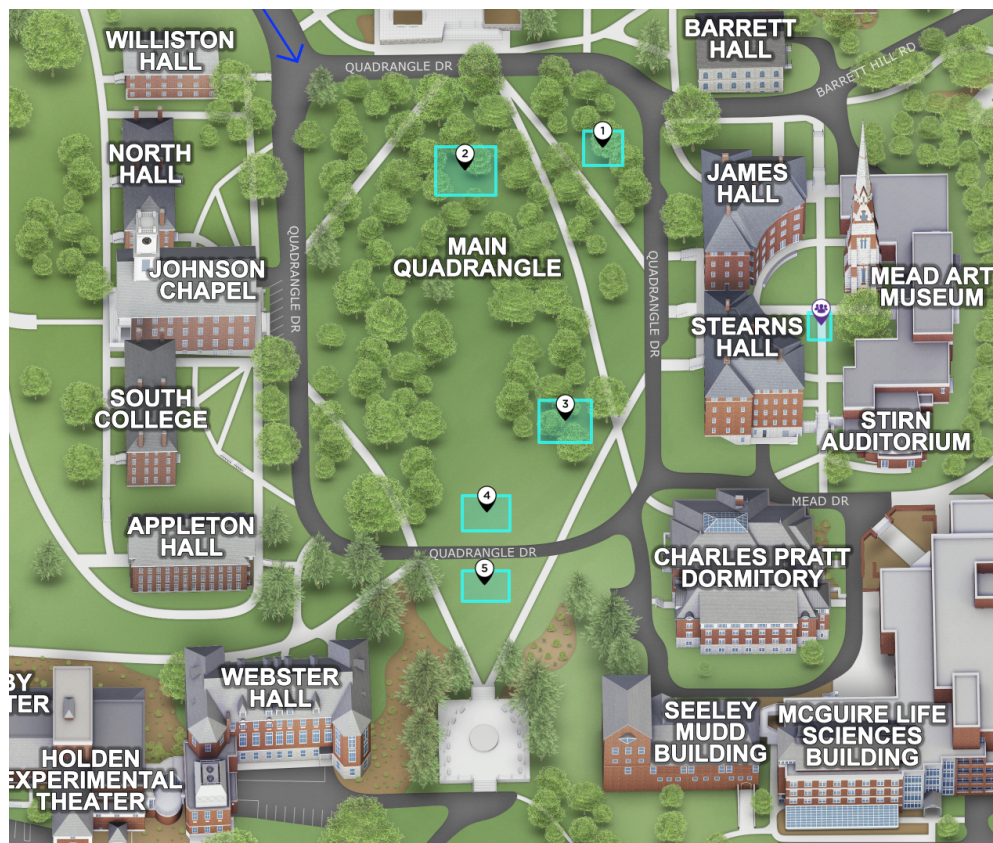 WILLISTON
HALL
BARRETT
HALL
QUADRANGLE DR
BARRETT HILL RD
1
2
NORTH
HALL
JAMES
HALL
MAIN
QUADRANGLE
QUADRANGLE DR
QUADRANGLE DR
JOHNSON
CHAPEL
MEAD ART
MUSEUM
STEARNS
HALL
SOUTH
COLLEGE
3
STIRN
AUDITORIUM
4
MEAD DR
APPLETON
HALL
QUADRANGLE DR
CHARLES PRATT
DORMITORY
5
WEBSTER
HALL
BY
TER
SEELEY
MUDD
BUILDING
MCGUIRE LIFE
SCIENCES
BUILDING
HOLDEN
EXPERIMENTAL
THEATER